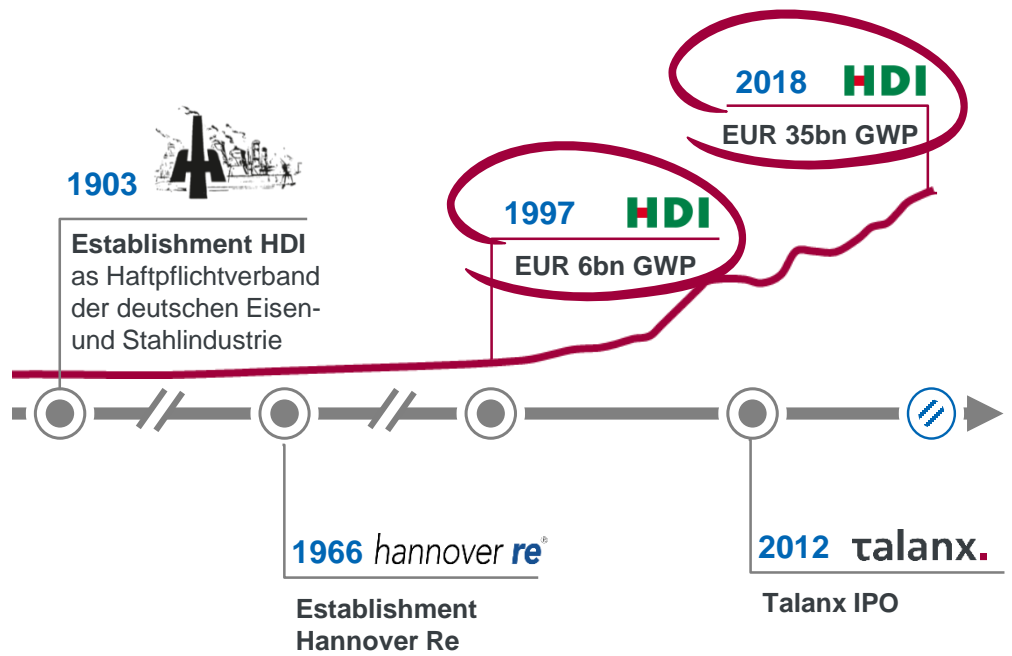 2018 HDI
EUR 35bn GWP
1903
1997 HDI
EUR 6bn GWP
Establishment HDI
as Haftpflichtverband
der deutschen Eisen-
und Stahlindustrie
1966 hannover re®
Establishment
Hannover Re
2012 talanx.
Talanx IPO